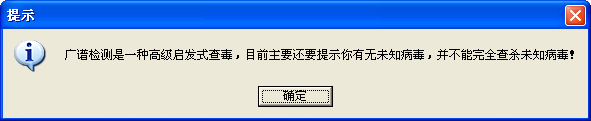 提示
广谱检测是一种高级启发式查毒，目前主要还要提示你有无未知病毒，并不能完全查杀未知病毒！
确定